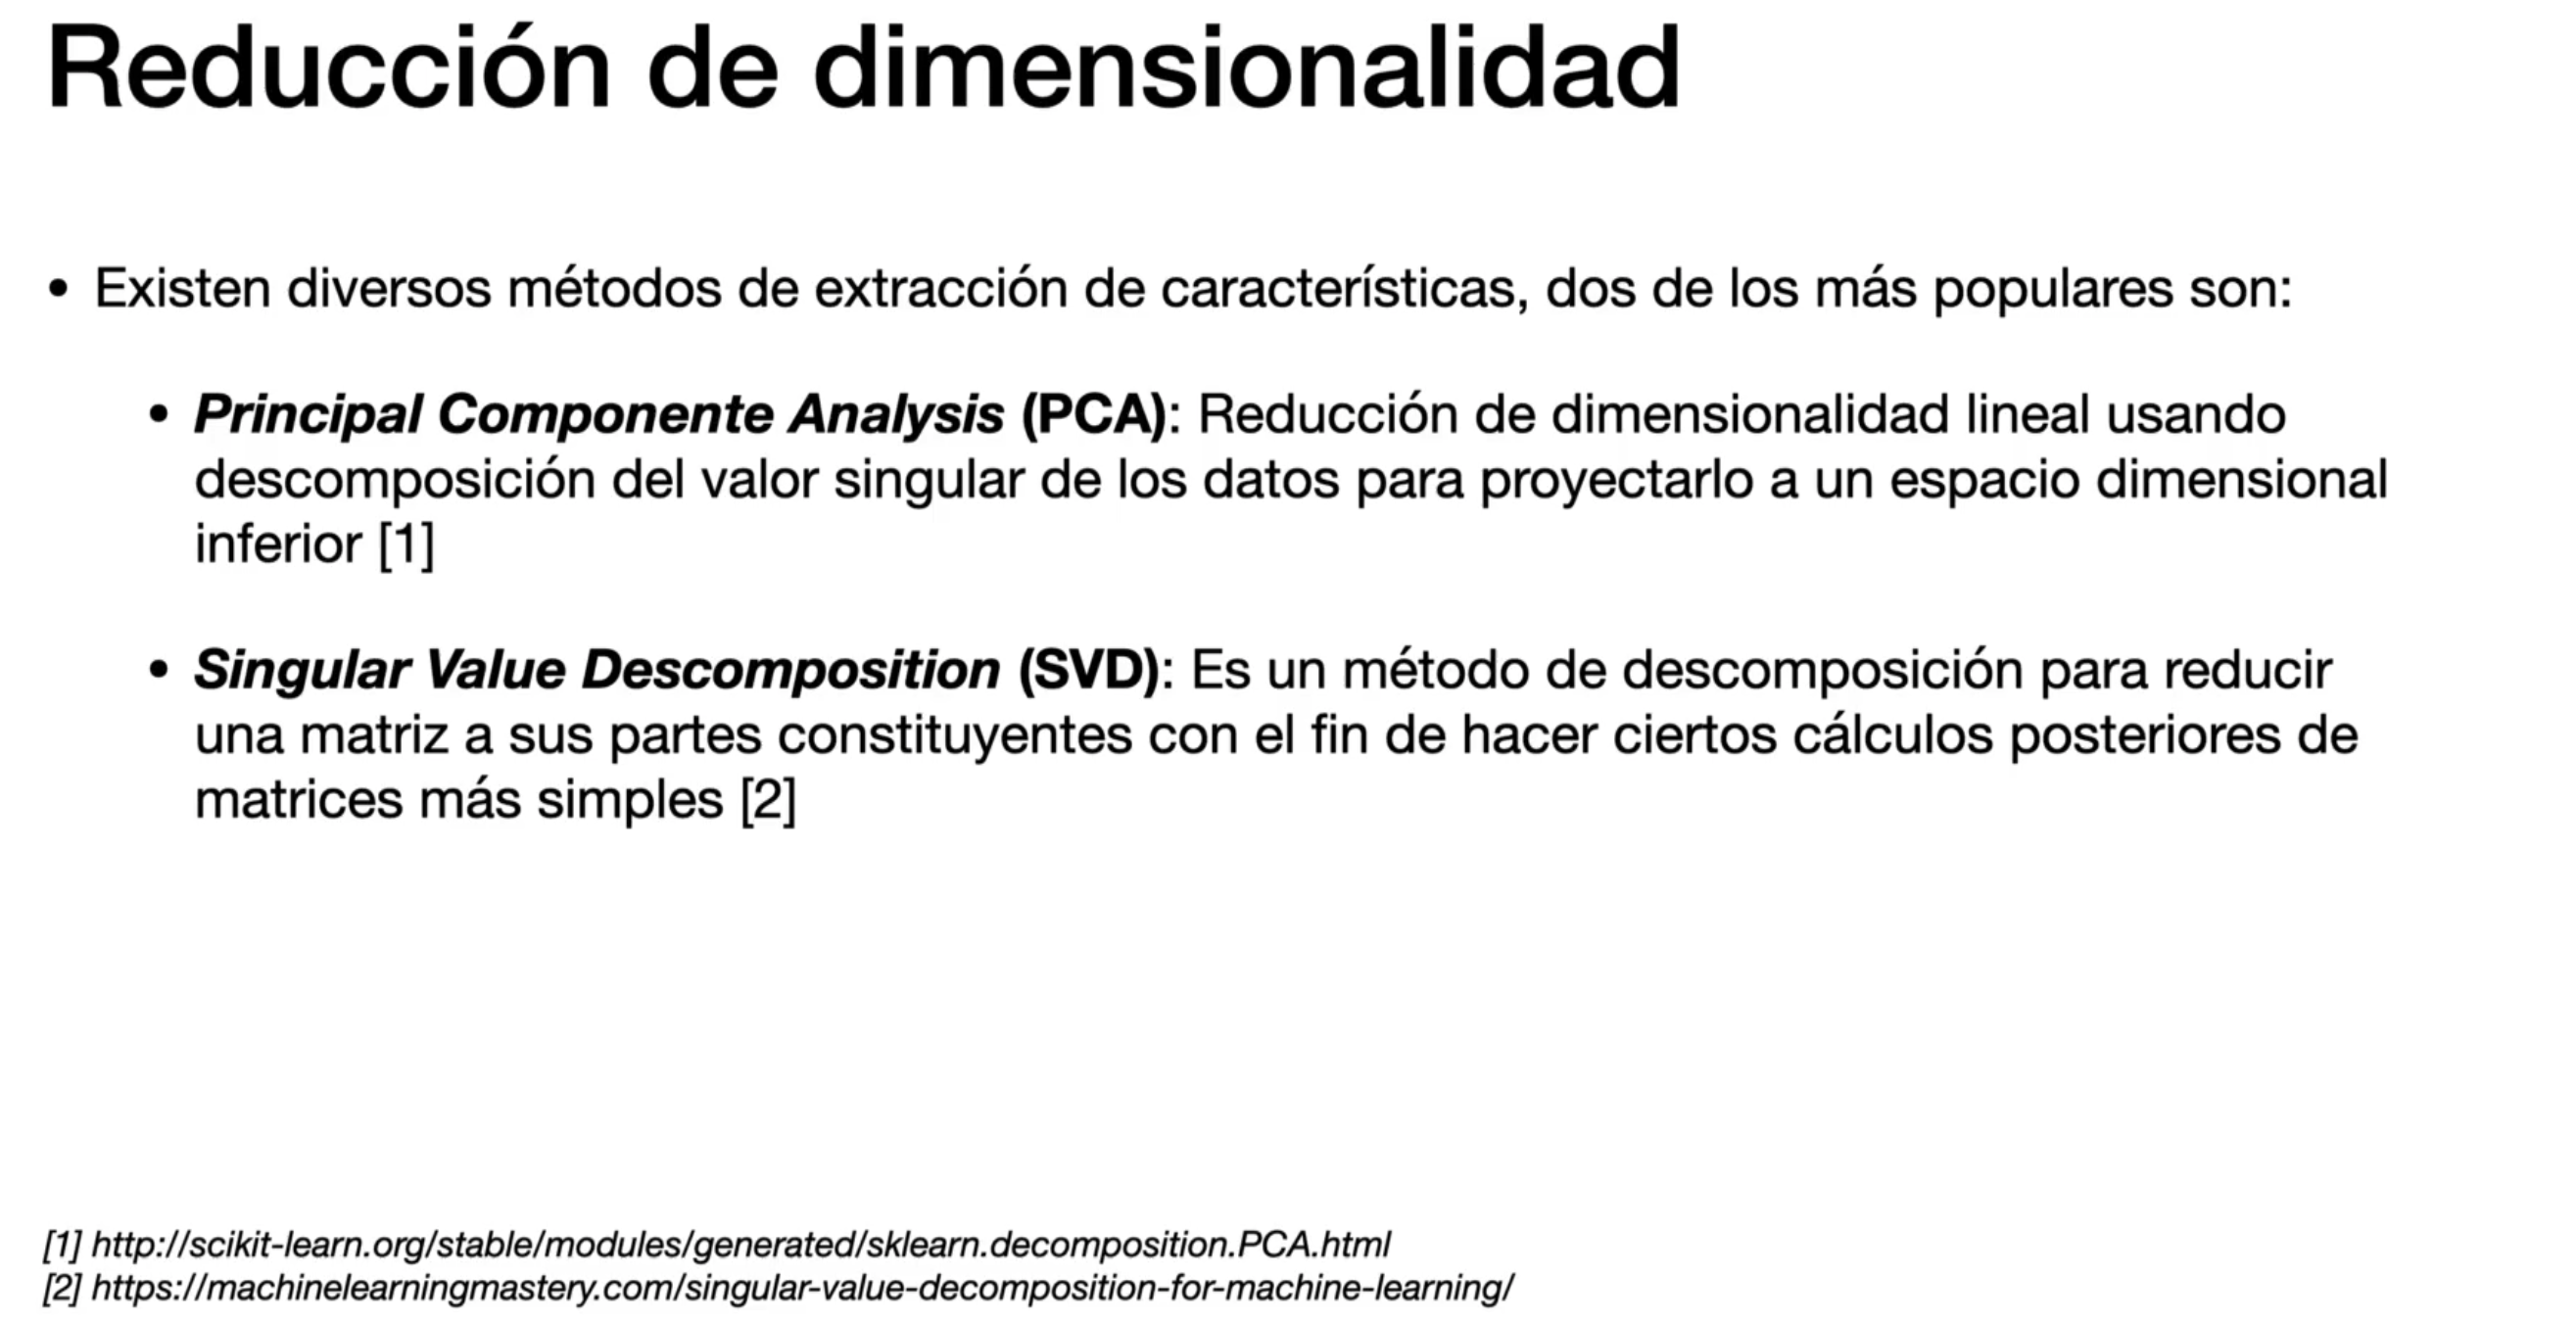 Reducción de dimensionalidad
• Existen diversos métodos de extracción de características, dos de los más populares son:
• Principal Componente Analysis (PCA): Reducción de dimensionalidad lineal usando
descomposición del valor singular de los datos para proyectarlo a un espacio dimensional
inferior [1]
• Singular Value Descomposition (SVD): Es un método de descomposición para reducir
una matriz a sus partes constituyentes con el fin de hacer ciertos cálculos posteriores de
matrices más simples [2]
[1] http://scikit-learn.org/stable/modules/generated/sklearn.decomposition.PCA.html
[2] https://machinelearningmastery.com/singular-value-decomposition-for-machine-learning/